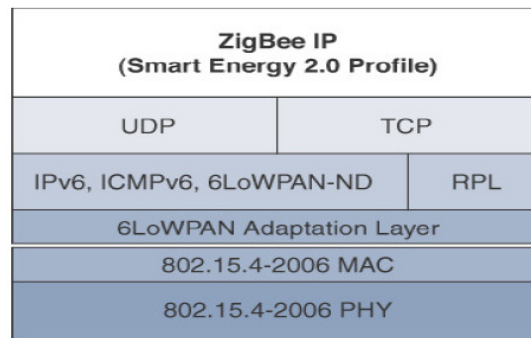 ZigBee IP
(Smart Energy 2.0 Profile)
UDP
TCP
IPv6, ICMPv6, 6LoWPAN-ND
RPL
6LoWPAN Adaptation Layer
802.15.4-2006 MAC
802.15.4-2006 PHY